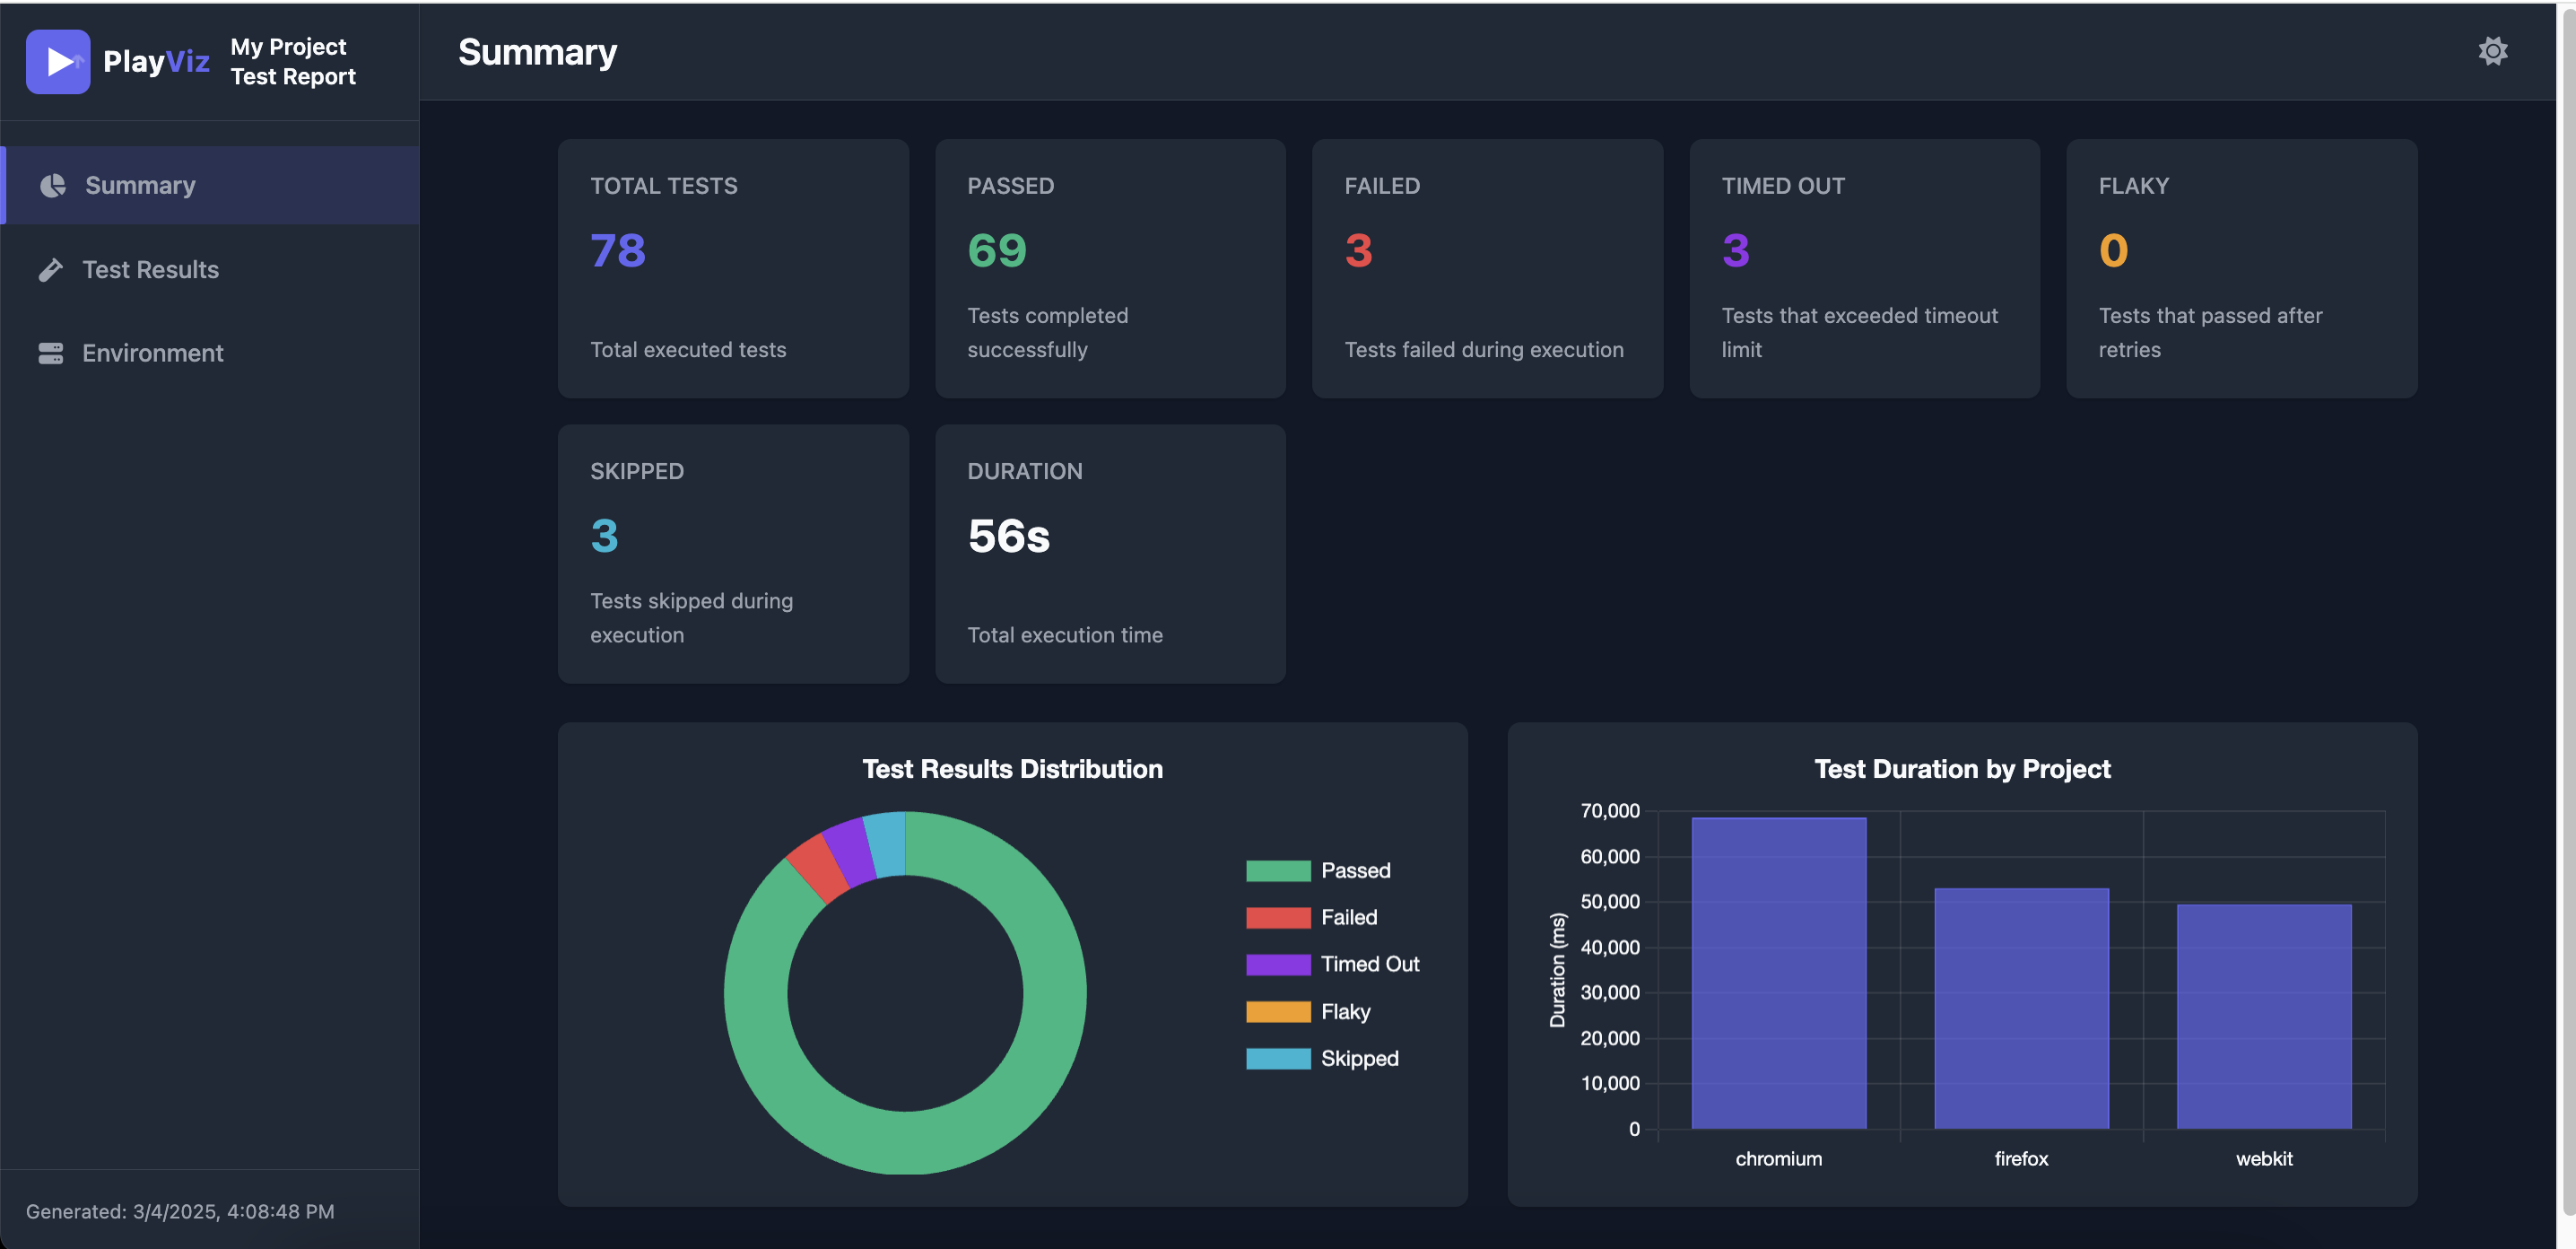 PlayViz
My Project
Test Report
Summary
Summary
Test Results
Environment
TOTAL TESTS
78
Total executed tests
PASSED
69
Tests completed
successfully
FAILED
3
Tests failed during execution
TIMED OUT
3
Tests that exceeded timeout
limit
FLAKY
0
Tests that passed after
retries
SKIPPED
3
Tests skipped during
execution
DURATION
56s
Total execution time
Test Results Distribution
Passed
Failed
Timed Out
Flaky
Skipped
Test Duration by Project
Duration (ms)
70,000
60,000
50,000
40,000
30,000
20,000
10,000
0
chromium
firefox
webkit
Generated: 3/4/2025, 4:08:48 PM